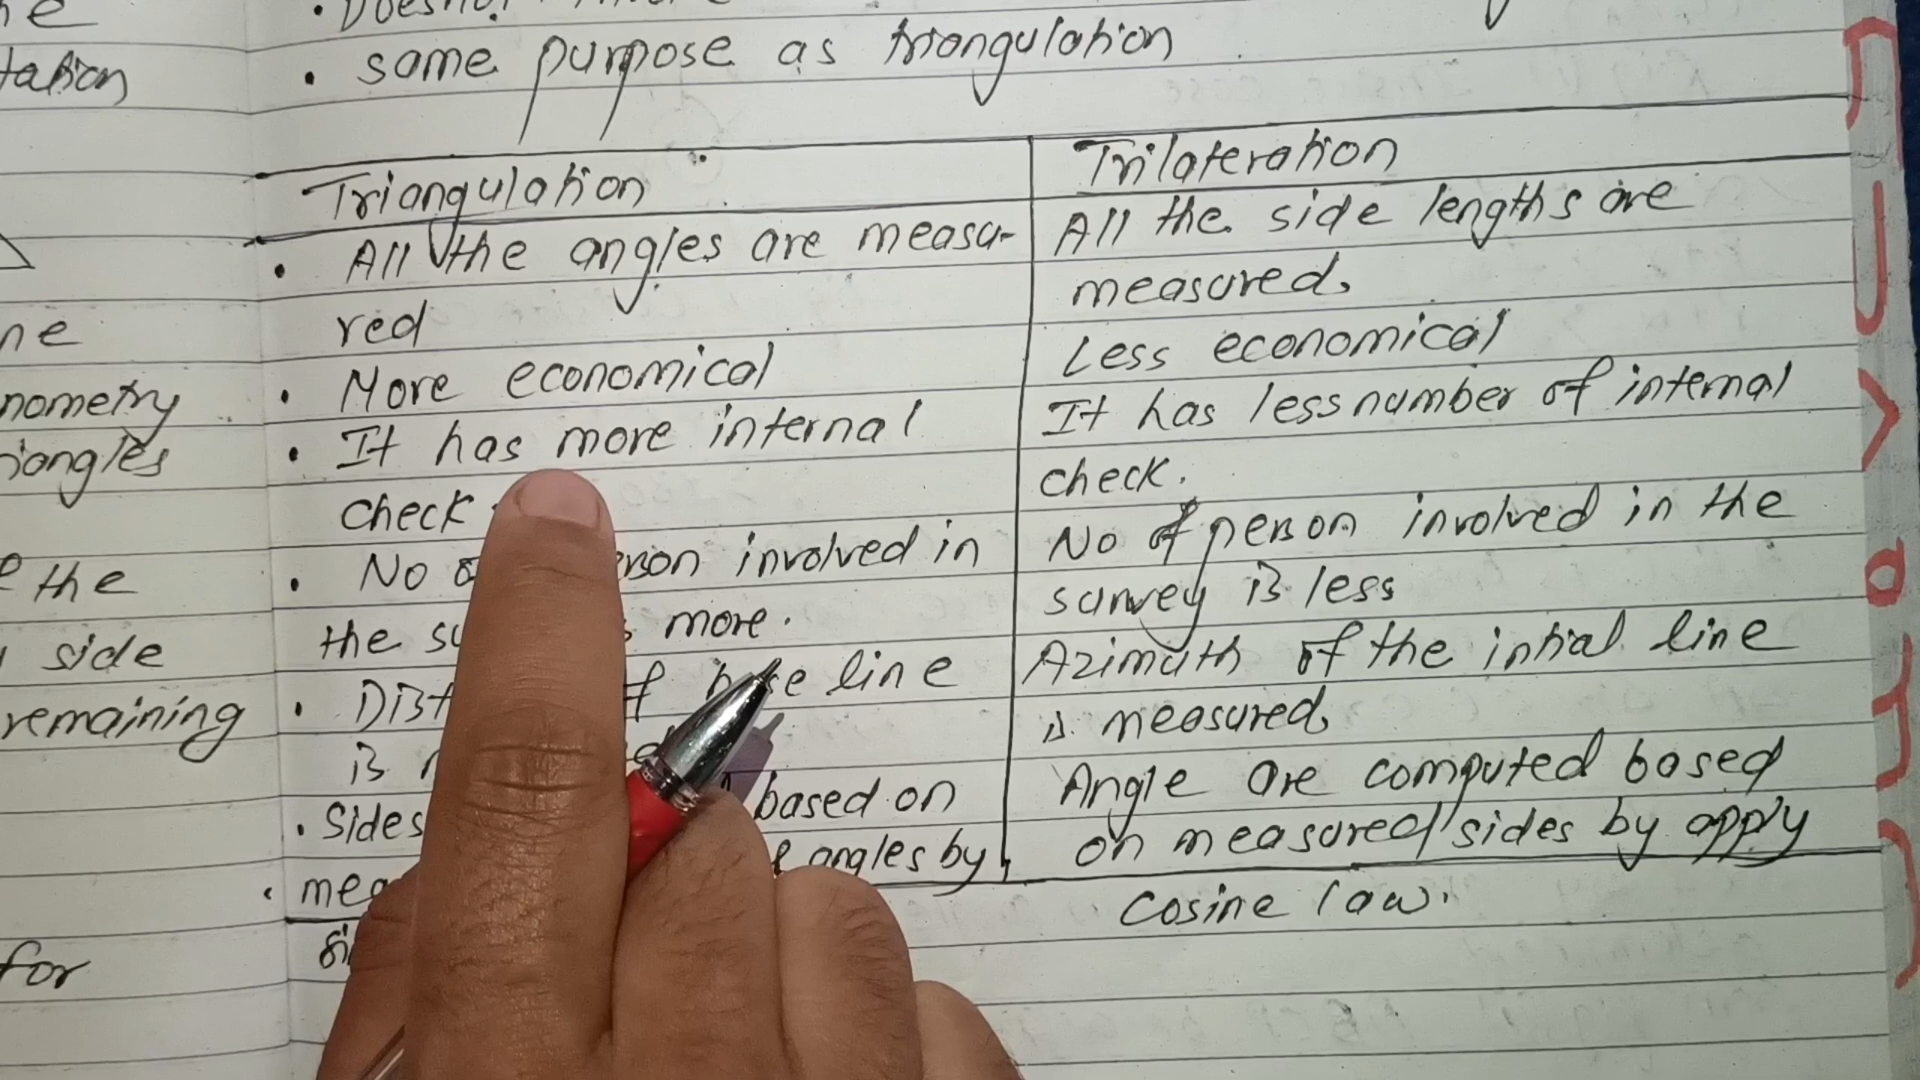 same purpose as triangulation
tation
Triangulation
Trilateration
All the angles are measu-
red
All the side lengths are
measured.
ne
More economical
Less economical
nometry
It has more internal
check
It has less number of internal
check.
iangles
No person involved in
the more.
No of person involved in the
survey is less
e the
side
remaining
line
is
Azimuth of the intial line
is measured.
Sides based on
angles by
Angle are computed based
on measured sides by apply
cosine law.
for